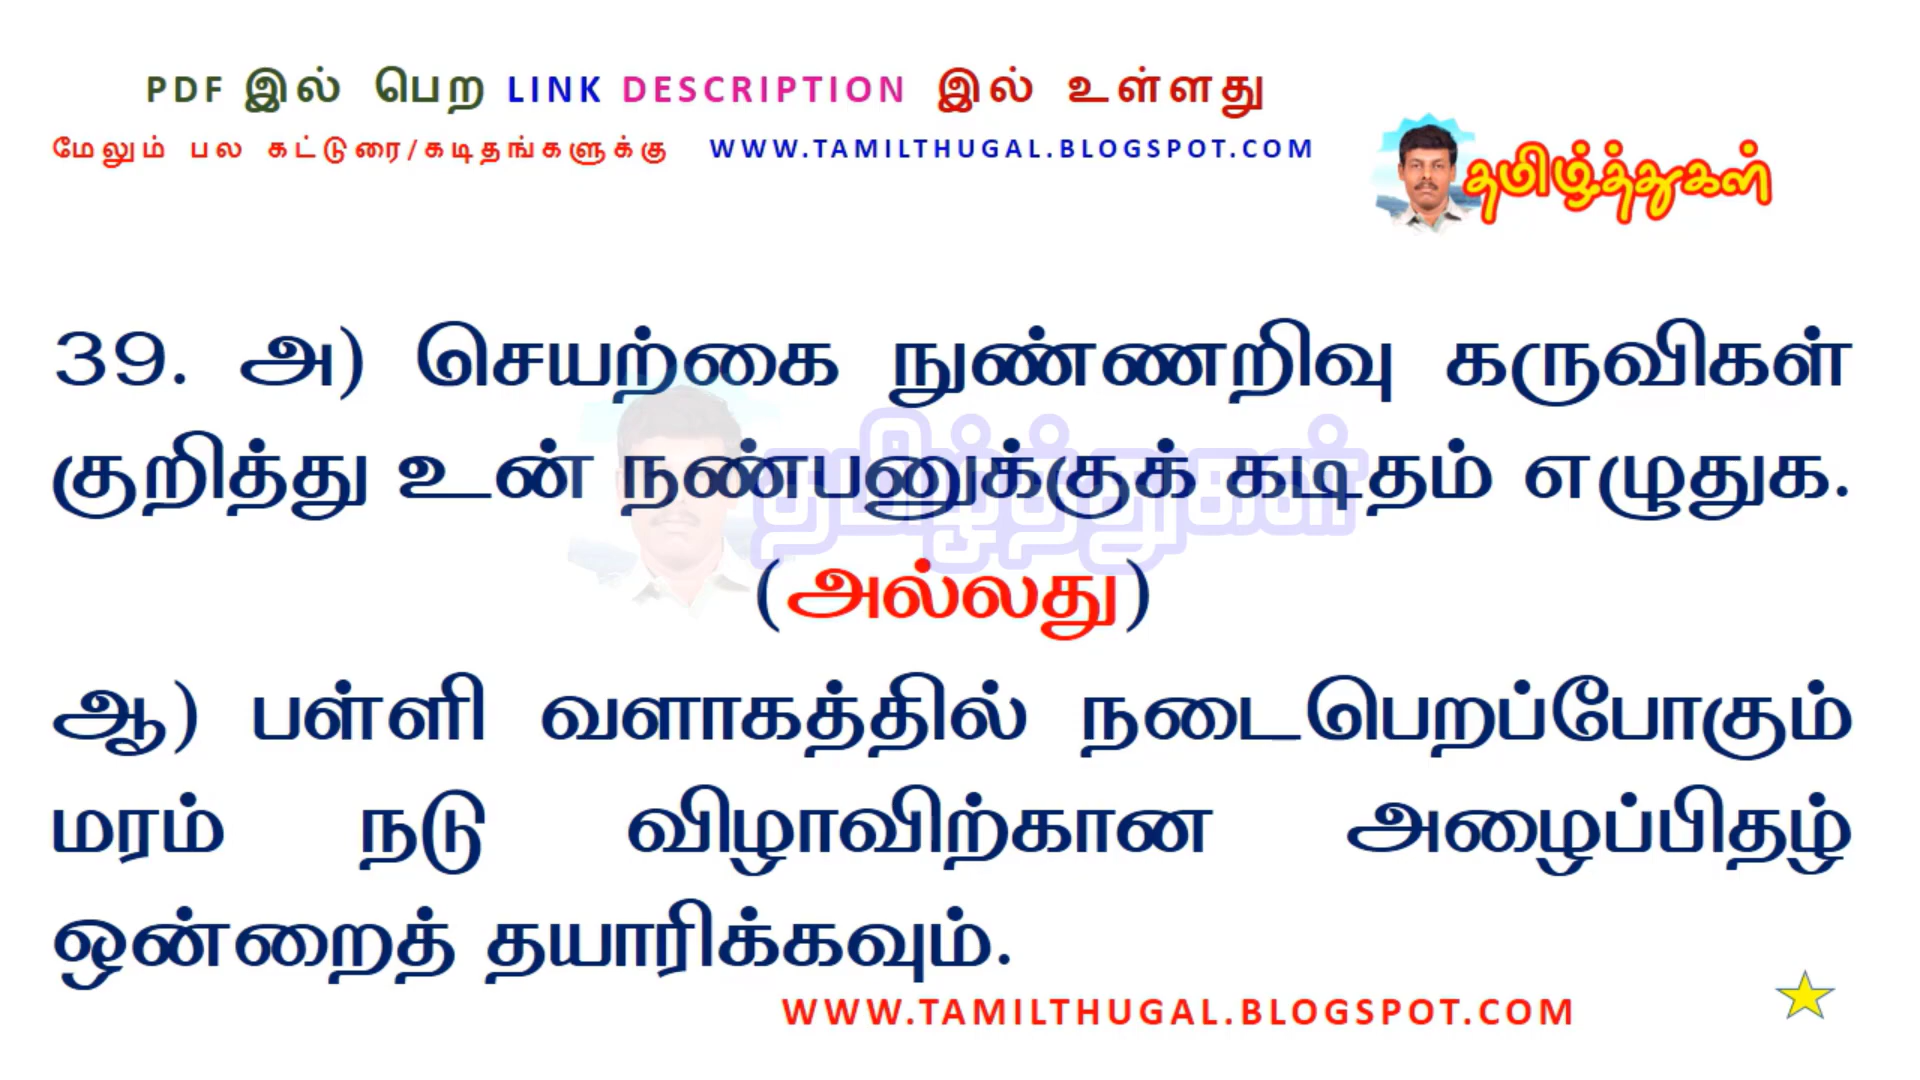 PDF இல் பெற LINK DESCRIPTION இல் உள்ளது
மேலும் பல கட்டுரை/கடிதங்களுக்கு WWW.TAMILTHUGAL.BLOGSPOT.COM
தமிழ்த்துகள்
39. அ) செயற்கை நுண்ணறிவு கருவிகள்
குறித்து உன் நண்பனுக்குக் கடிதம் எழுதுக.
தமிழ்த்துகள்
(அல்லது)
ஆ) பள்ளி வளாகத்தில் நடைபெறப்போகும்
மரம் நடு விழாவிற்கான அழைப்பிதழ்
ஒன்றைத் தயாரிக்கவும்.
WWW.TAMILTHUGAL.BLOGSPOT.COM